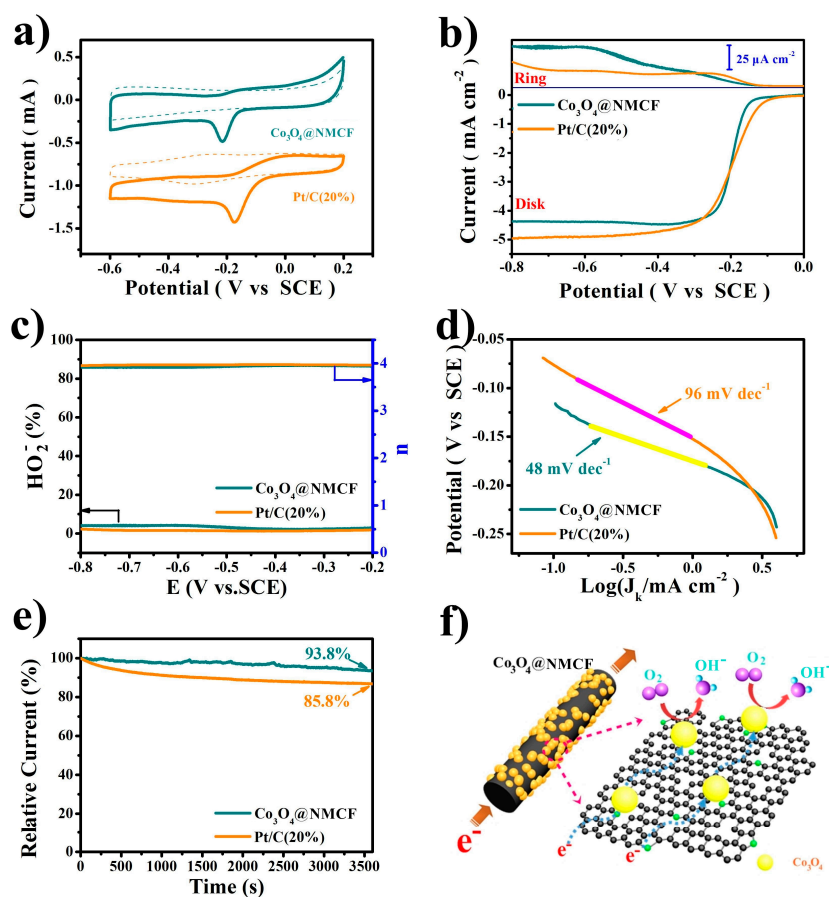 a)
0.5
0.0
-0.5
-1.0
-1.5
Current ( mA)
Co₃O₄@NMCF
Pt/C(20%)
-0.6
-0.4
-0.2
0.0
0.2
Potential ( V vs SCE)
b)
25 μA cm⁻²
Ring
0
-1
-2
-3
-4
-5
Current ( mA cm⁻²)
Co₃O₄@NMCF
Pt/C(20%)
Disk
-0.8
-0.6
-0.4
-0.2
0.0
Potential ( V vs SCE )
c)
100
80
60
40
20
0
HO₂⁻ (%)
4
3
2
1
0
n
Co₃O₄@NMCF
Pt/C(20%)
-0.8
-0.7
-0.6
-0.5
-0.4
-0.3
-0.2
E (V vs.SCE)
d)
-0.05
-0.10
-0.15
-0.20
-0.25
Potential ( V vs SCE)
96 mV dec⁻¹
48 mV dec⁻¹
Co₃O₄@NMCF
Pt/C(20%)
-1.0
-0.5
0.0
0.5
1.0
Log(Jₖ/mA cm⁻²)
e)
120
100
80
60
40
20
0
Relative Current (%)
93.8%
85.8%
Co₃O₄@NMCF
Pt/C(20%)
0
500
1000
1500
2000
2500
3000
3500
Time (s)
f)
Co₃O₄@NMCF
O₂
OH⁻
O₂
OH⁻
e⁻
e⁻
e⁻
Co₃O₄